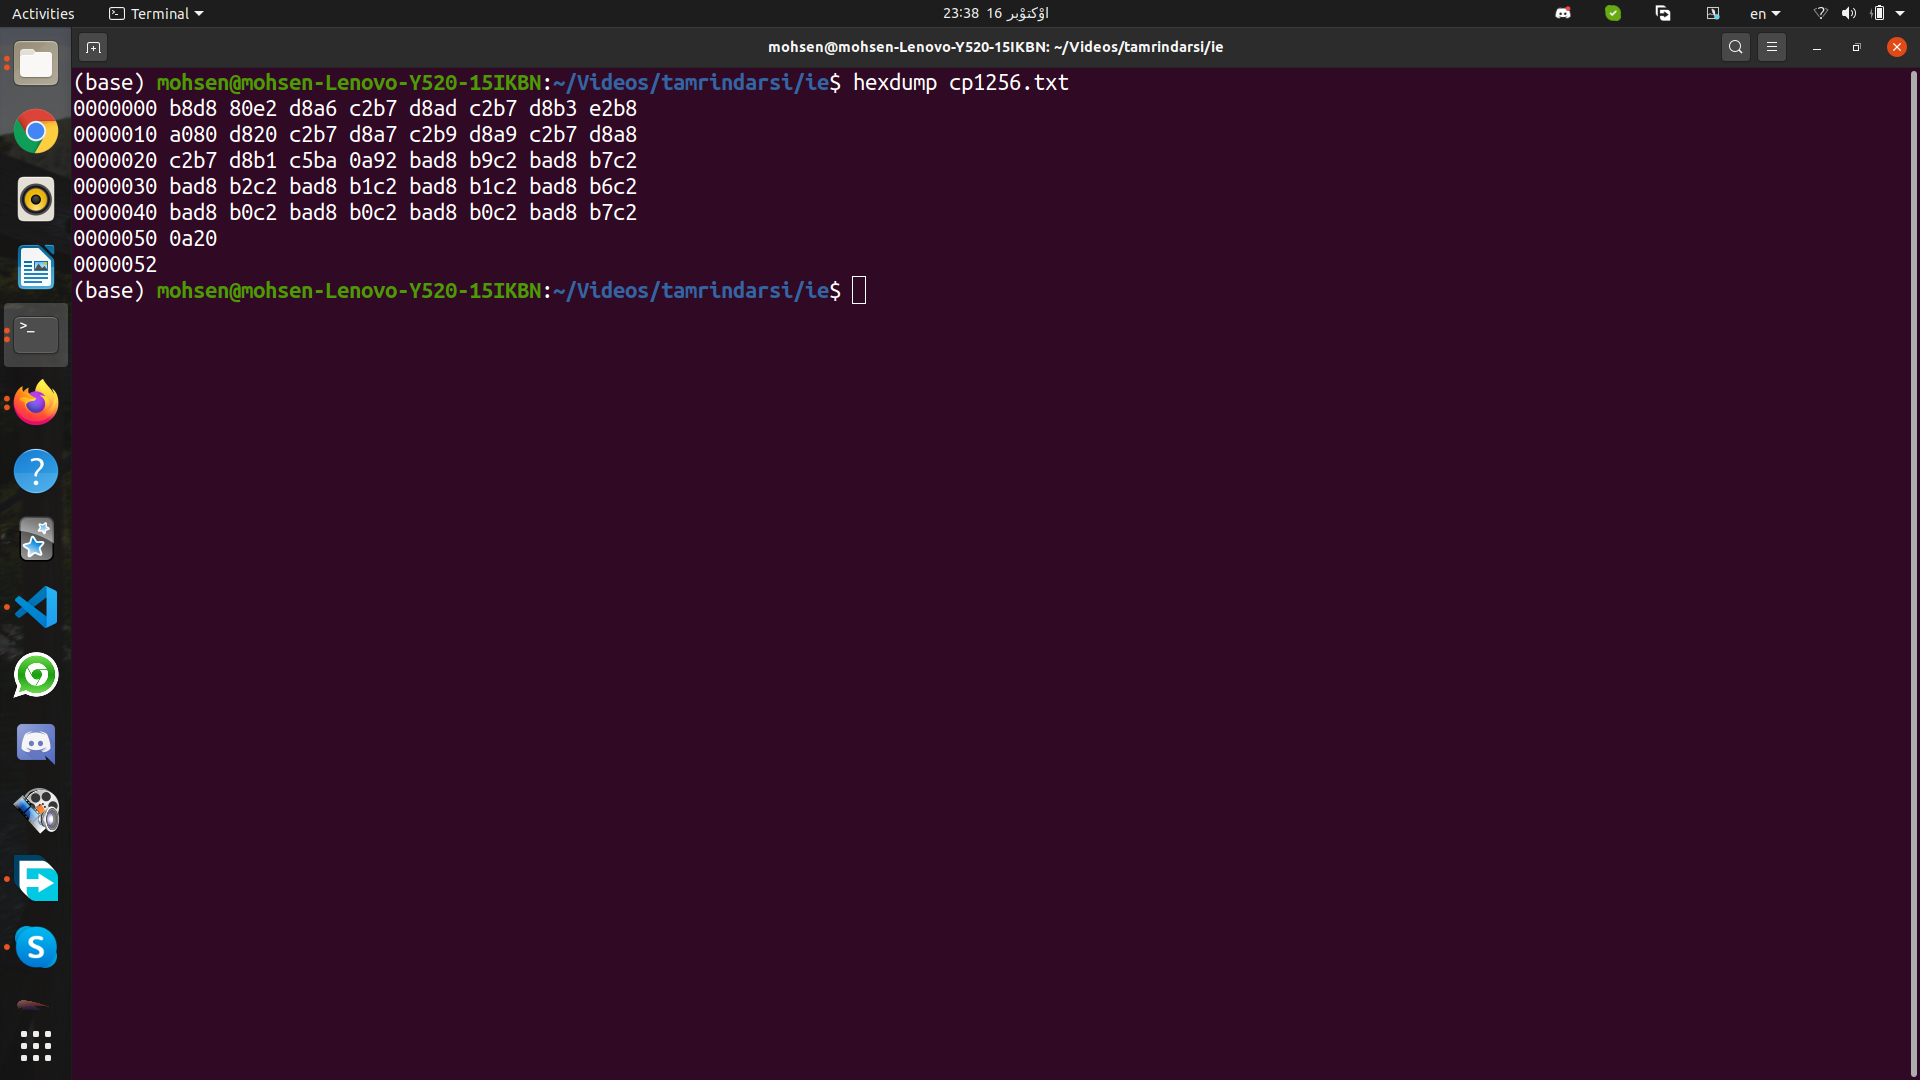 Activities
Terminal
23:38 16 اؤکتوْبر
en
mohsen@mohsen-Lenovo-Y520-15IKBN: ~/Videos/tamrindarsi/ie
(base) mohsen@mohsen-Lenovo-Y520-15IKBN:~/Videos/tamrindarsi/ie$ hexdump cp1256.txt
0000000 b8d8 80e2 d8a6 c2b7 d8ad c2b7 d8b3 e2b8
0000010 a080 d820 c2b7 d8a7 c2b9 d8a9 c2b7 d8a8
0000020 c2b7 d8b1 c5ba 0a92 bad8 b9c2 bad8 b7c2
0000030 bad8 b2c2 bad8 b1c2 bad8 b1c2 bad8 b6c2
0000040 bad8 b0c2 bad8 b0c2 bad8 b0c2 bad8 b7c2
0000050 0a20
0000052
(base) mohsen@mohsen-Lenovo-Y520-15IKBN:~/Videos/tamrindarsi/ie$